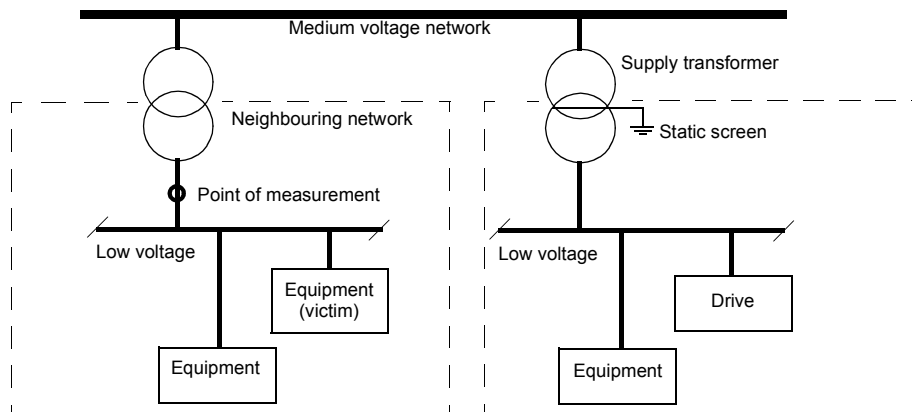 Medium voltage network
Supply transformer
Neighbouring network
Static screen
Point of measurement
Low voltage
Low voltage
Equipment
(victim)
Drive
Equipment
Equipment